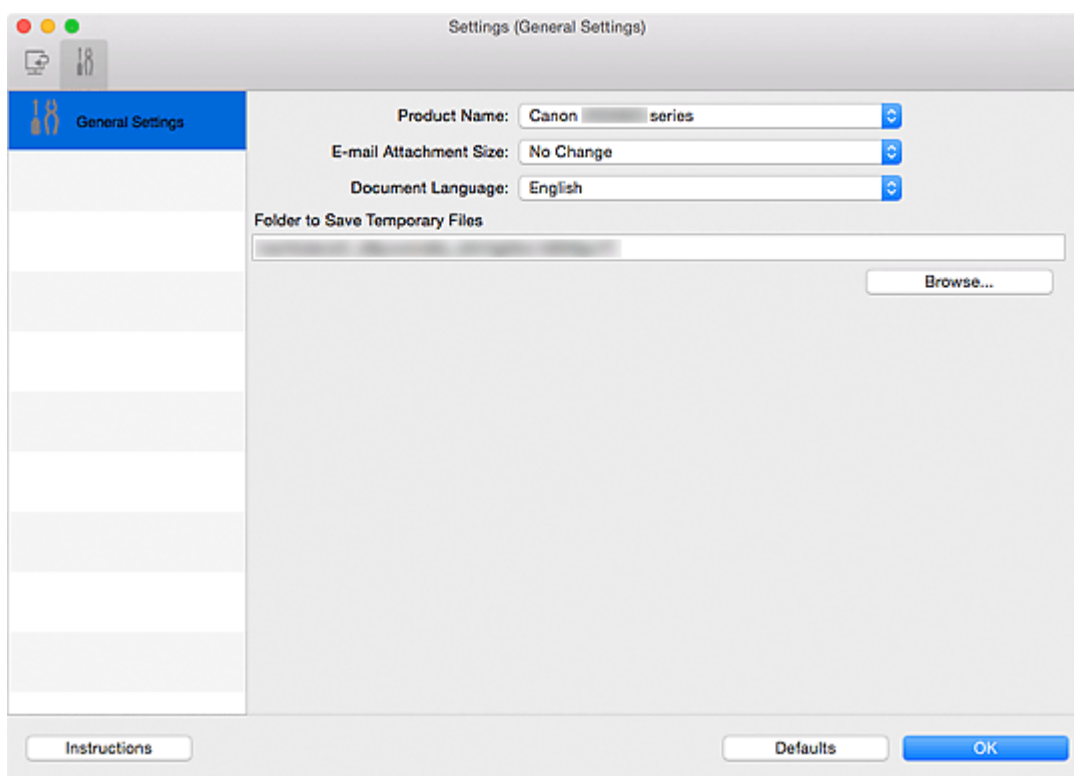 Settings (General Settings)
General Settings
Product Name: Canon series
E-mail Attachment Size: No Change
Document Language: English
Folder to Save Temporary Files
Browse...
Instructions
Defaults
OK